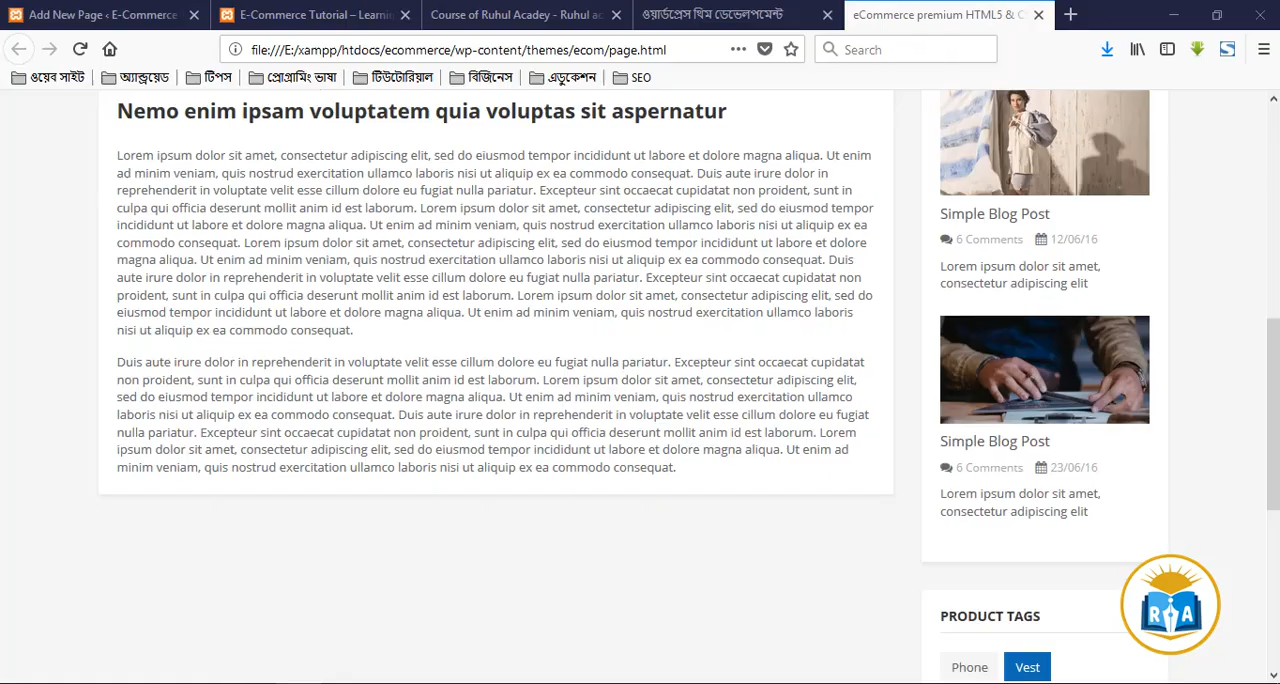 Add New Page ‹ E-Commerce
E-Commerce Tutorial – Learnin
Course of Ruhul Acadey - Ruhul ac
ওয়ার্ডপ্রেস থিম ডেভেলপমেন্ট
eCommerce premium HTML5 & C
file:///E:/xampp/htdocs/ecommerce/wp-content/themes/ecom/page.html
Search
ওয়েব সাইট
অ্যান্ড্রয়েড
টিপস
প্রোগ্রামিং ভাষা
টিউটোরিয়াল
বিজিনেস
এডুকেশন
SEO
Nemo enim ipsam voluptatem quia voluptas sit aspernatur
Lorem ipsum dolor sit amet, consectetur adipiscing elit, sed do eiusmod tempor incididunt ut labore et dolore magna aliqua. Ut enim
ad minim veniam, quis nostrud exercitation ullamco laboris nisi ut aliquip ex ea commodo consequat. Duis aute irure dolor in
reprehenderit in voluptate velit esse cillum dolore eu fugiat nulla pariatur. Excepteur sint occaecat cupidatat non proident, sunt in
culpa qui officia deserunt mollit anim id est laborum. Lorem ipsum dolor sit amet, consectetur adipiscing elit, sed do eiusmod tempor
incididunt ut labore et dolore magna aliqua. Ut enim ad minim veniam, quis nostrud exercitation ullamco laboris nisi ut aliquip ex ea
commodo consequat. Lorem ipsum dolor sit amet, consectetur adipiscing elit, sed do eiusmod tempor incididunt ut labore et dolore
magna aliqua. Ut enim ad minim veniam, quis nostrud exercitation ullamco laboris nisi ut aliquip ex ea commodo consequat. Duis
aute irure dolor in reprehenderit in voluptate velit esse cillum dolore eu fugiat nulla pariatur. Excepteur sint occaecat cupidatat non
proident, sunt in culpa qui officia deserunt mollit anim id est laborum. Lorem ipsum dolor sit amet, consectetur adipiscing elit, sed do
eiusmod tempor incididunt ut labore et dolore magna aliqua. Ut enim ad minim veniam, quis nostrud exercitation ullamco laboris
nisi ut aliquip ex ea commodo consequat.
Duis aute irure dolor in reprehenderit in voluptate velit esse cillum dolore eu fugiat nulla pariatur. Excepteur sint occaecat cupidatat
non proident, sunt in culpa qui officia deserunt mollit anim id est laborum. Lorem ipsum dolor sit amet, consectetur adipiscing elit,
sed do eiusmod tempor incididunt ut labore et dolore magna aliqua. Ut enim ad minim veniam, quis nostrud exercitation ullamco
laboris nisi ut aliquip ex ea commodo consequat. Duis aute irure dolor in reprehenderit in voluptate velit esse cillum dolore eu fugiat
nulla pariatur. Excepteur sint occaecat cupidatat non proident, sunt in culpa qui officia deserunt mollit anim id est laborum. Lorem
ipsum dolor sit amet, consectetur adipiscing elit, sed do eiusmod tempor incididunt ut labore et dolore magna aliqua. Ut enim ad
minim veniam, quis nostrud exercitation ullamco laboris nisi ut aliquip ex ea commodo consequat.
Simple Blog Post
6 Comments 12/06/16
Lorem ipsum dolor sit amet,
consectetur adipiscing elit
Simple Blog Post
6 Comments 23/06/16
Lorem ipsum dolor sit amet,
consectetur adipiscing elit
PRODUCT TAGS
Phone
Vest
R A